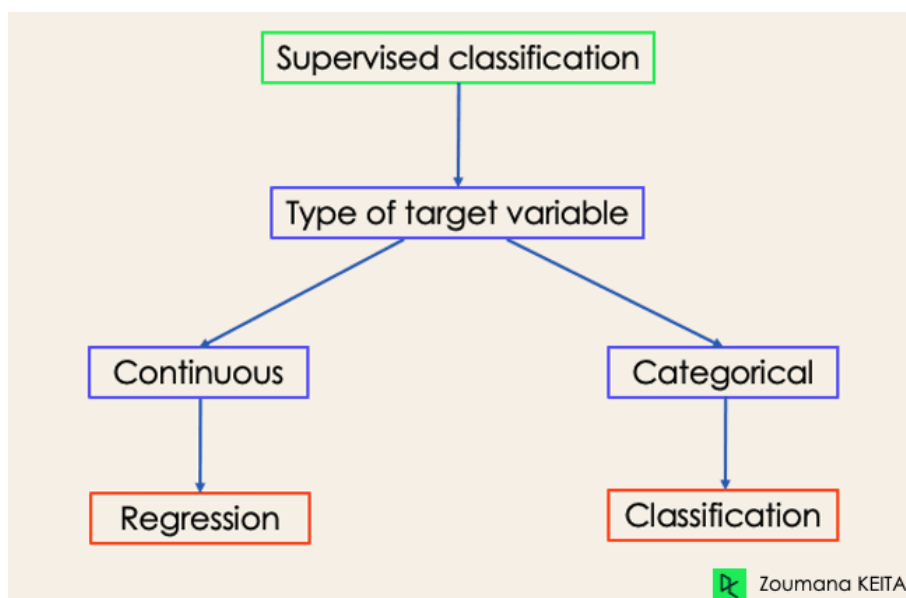 Supervised classification
Type of target variable
Continuous
Categorical
Regression
Classification
Zoumana KEITA